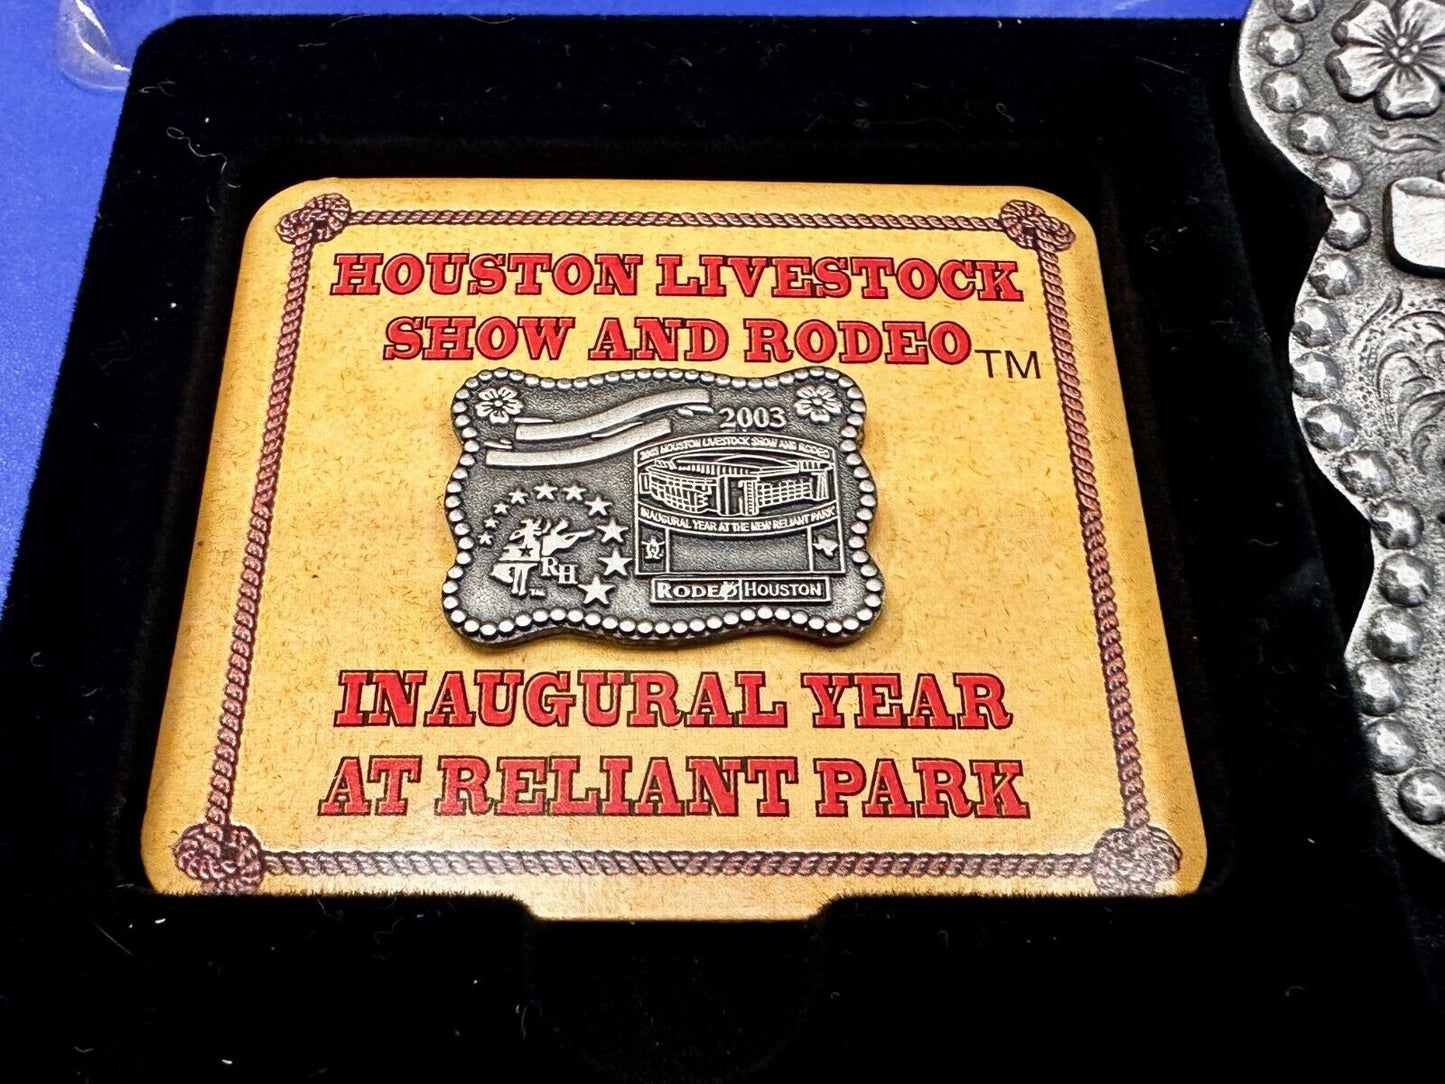 HOUSTON LIVESTOCK
SHOW AND RODEO TM
2003
2003 HOUSTON LIVESTOCK SHOW AND RODEO
INAUGURAL YEAR AT THE NEW RELIANT PARK
RH
RODEO HOUSTON
INAUGURAL YEAR
AT RELIANT PARK